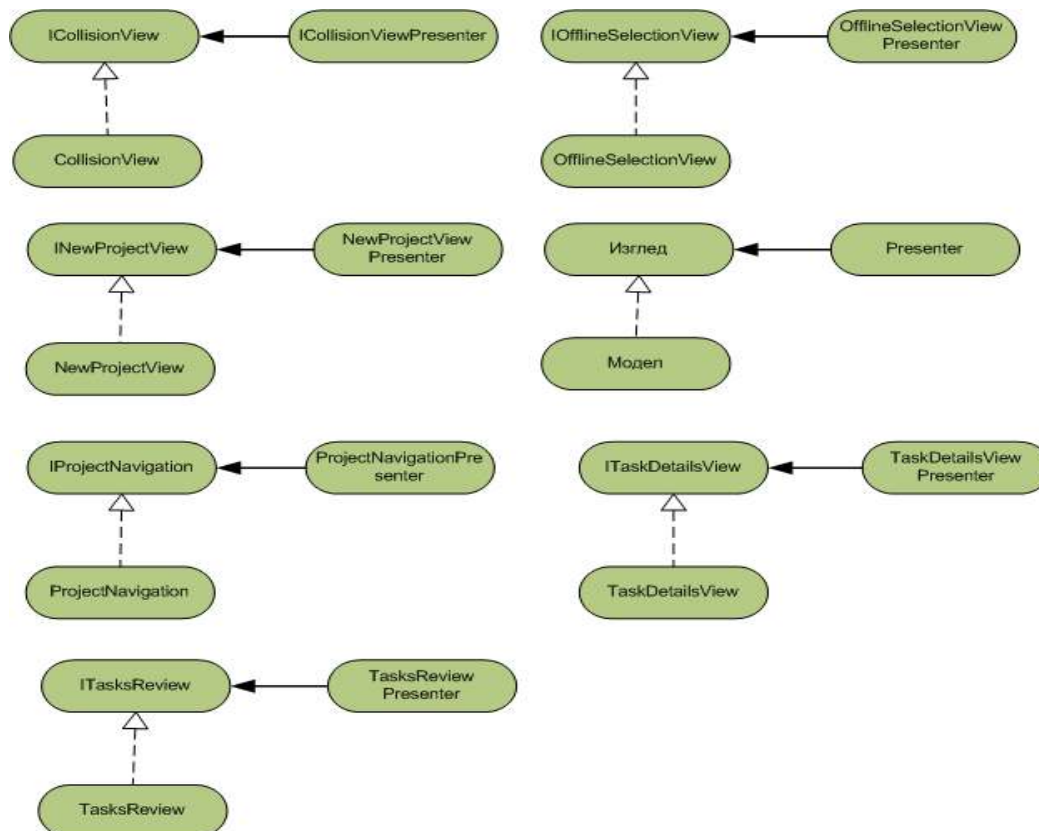 ICollisionView
ICollisionViewPresenter
IOfflineSelectionView
OfflineSelectionView
Presenter
CollisionView
OfflineSelectionView
INewProjectView
NewProjectView
Presenter
Изглед
Presenter
NewProjectView
Модел
IProjectNavigation
ProjectNavigationPre
senter
ITaskDetailsView
TaskDetailsView
Presenter
ProjectNavigation
TaskDetailsView
ITasksReview
TasksReview
Presenter
TasksReview